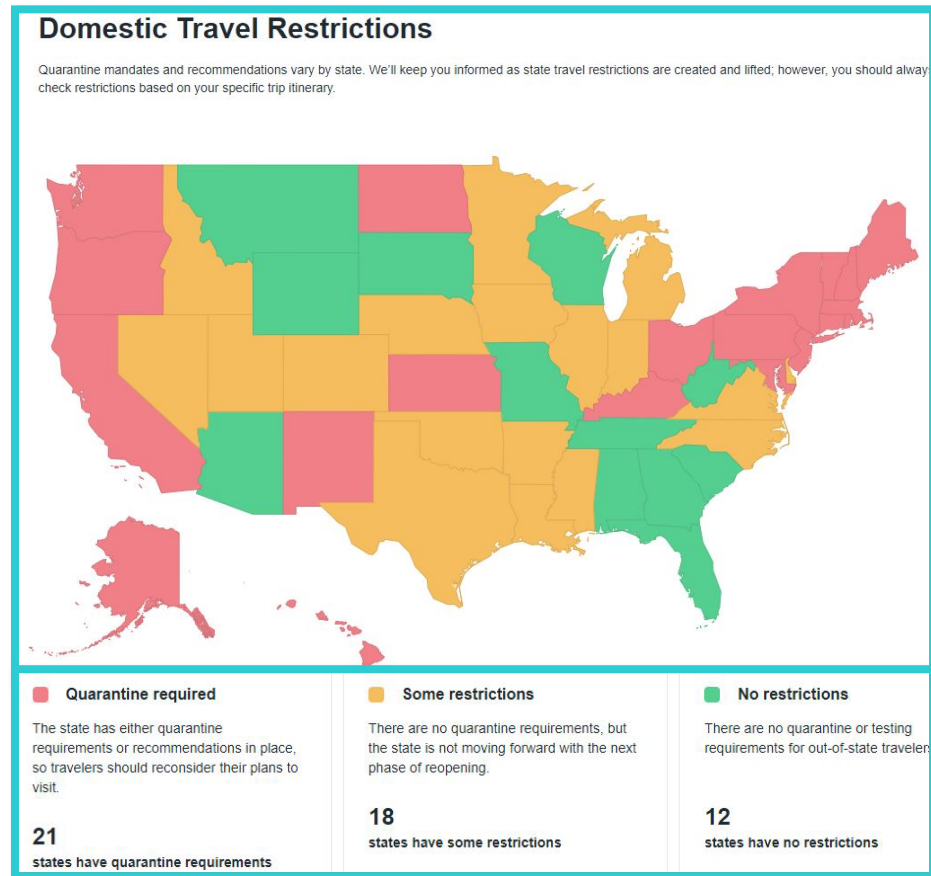 Domestic Travel Restrictions
Quarantine mandates and recommendations vary by state. We'll keep you informed as state travel restrictions are created and lifted; however, you should always
check restrictions based on your specific trip itinerary.
Quarantine required
The state has either quarantine
requirements or recommendations in place,
so travelers should reconsider their plans to
visit.
21
states have quarantine requirements
Some restrictions
There are no quarantine requirements, but
the state is not moving forward with the next
phase of reopening.
18
states have some restrictions
No restrictions
There are no quarantine or testing
requirements for out-of-state travelers
12
states have no restrictions